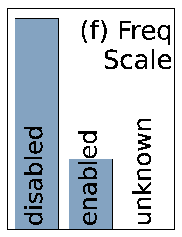 (f) Freq
Scale
disabled
enabled
unknown